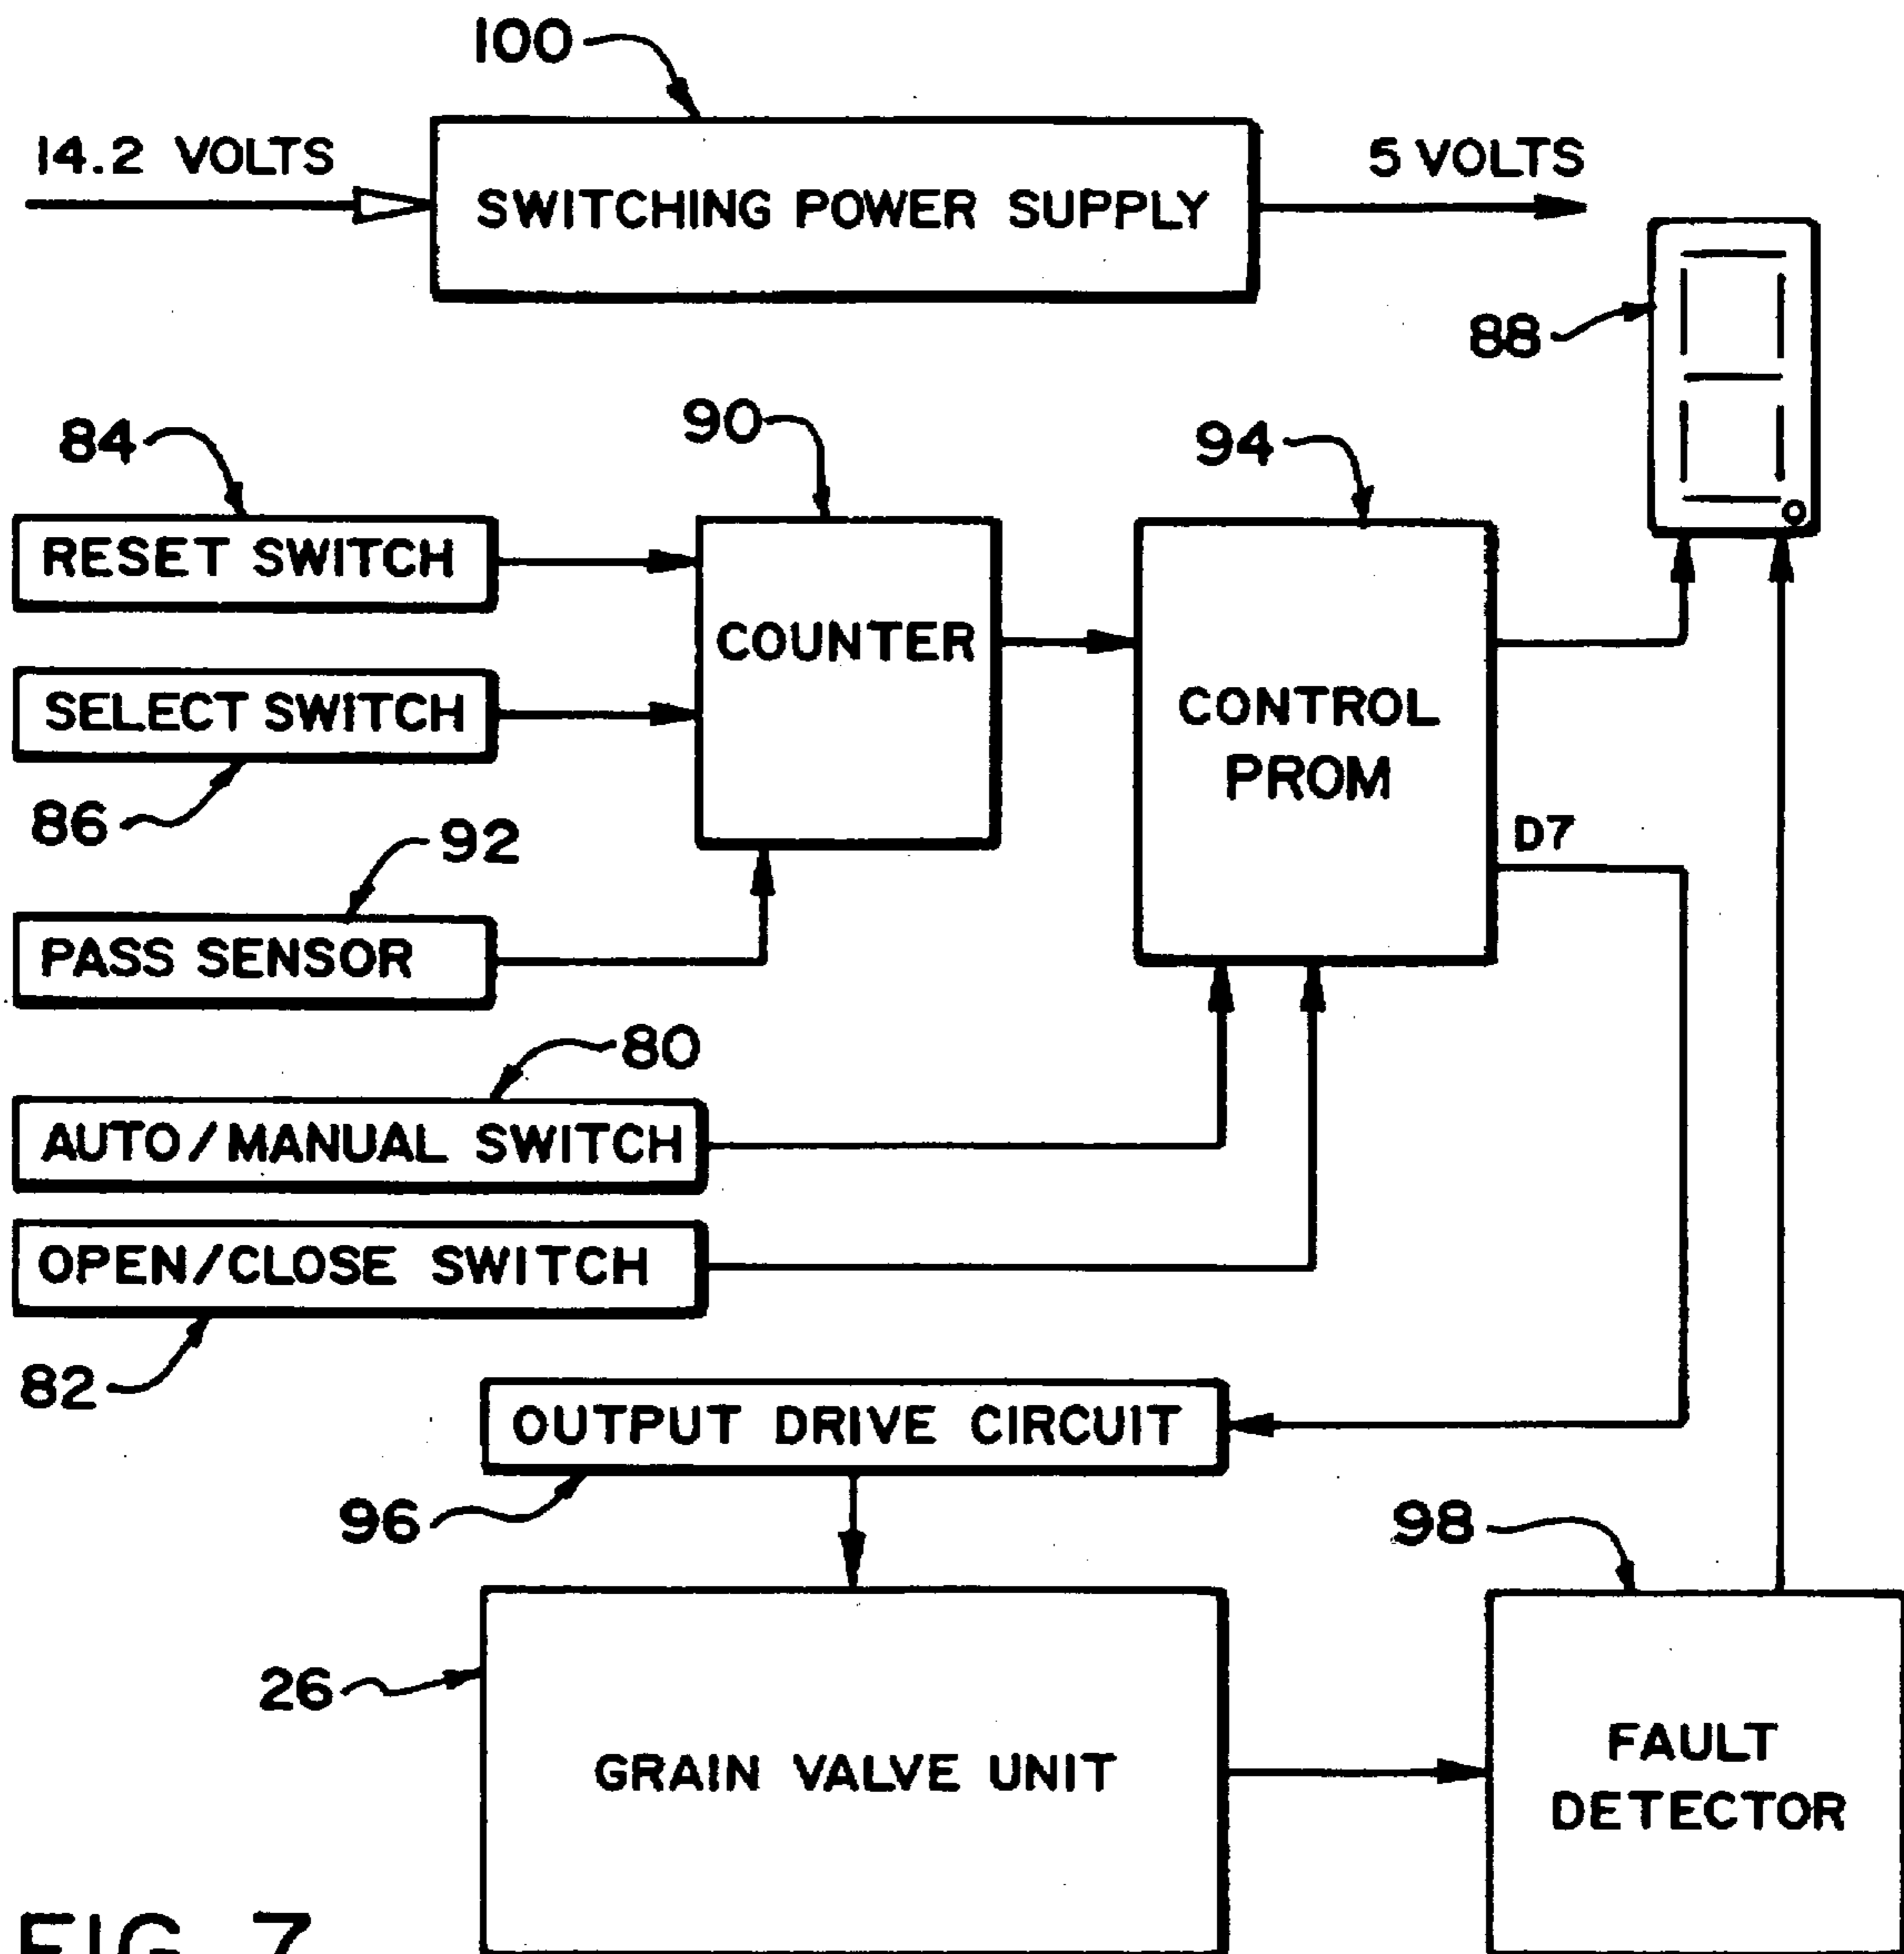 100
14.2 VOLTS
SWITCHING POWER SUPPLY
5 VOLTS
88
84
90
94
RESET SWITCH
COUNTER
SELECT SWITCH
CONTROL
PROM
86
92
D7
PASS SENSOR
80
AUTO/MANUAL SWITCH
OPEN/CLOSE SWITCH
82
OUTPUT DRIVE CIRCUIT
96
98
26
GRAIN VALVE UNIT
FAULT
DETECTOR
FIG. 7